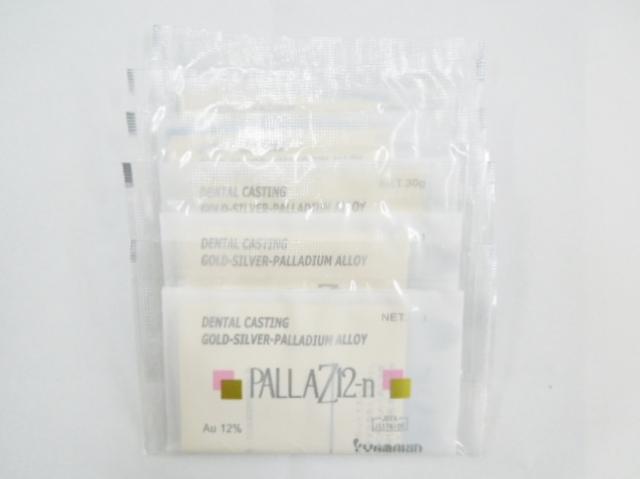 DENTAL CASTING
NET.30g
GOLD-SILVER-PALLADIUM ALLOY
DENTAL CASTING
GOLD-SILVER-PALLADIUM ALLOY
DENTAL CASTING
NET.
GOLD-SILVER-PALLADIUM ALLOY
PALLAZ12-n
Au 12%
YAMAKIN